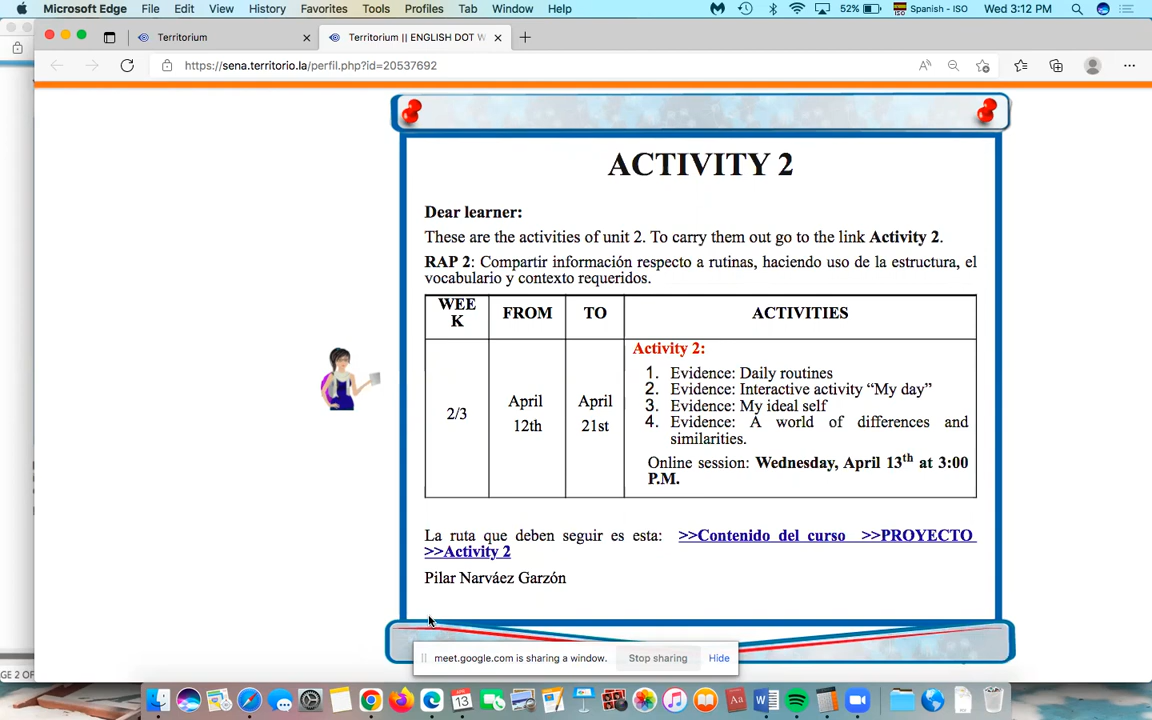 Microsoft Edge File Edit View History Favorites Tools Profiles Tab Window Help 52% Spanish - ISO Wed 3:12 PM
Territorium Territorium || ENGLISH DOT W
https://sena.territorio.la/perfil.php?id=20537692
ACTIVITY 2
Dear learner:
These are the activities of unit 2. To carry them out go to the link Activity 2.
RAP 2: Compartir información respecto a rutinas, haciendo uso de la estructura, el
vocabulario y contexto requeridos.
WEE
K
FROM
TO
ACTIVITIES
2/3
April
12th
April
21st
Activity 2:
1. Evidence: Daily routines
2. Evidence: Interactive activity “My day”
3. Evidence: My ideal self
4. Evidence: A world of differences and
similarities.
Online session: Wednesday, April 13th at 3:00
P.M.
La ruta que deben seguir es esta: >>Contenido del curso >>PROYECTO
>>Activity 2
Pilar Narváez Garzón
meet.google.com is sharing a window. Stop sharing Hide
GE 2 OF